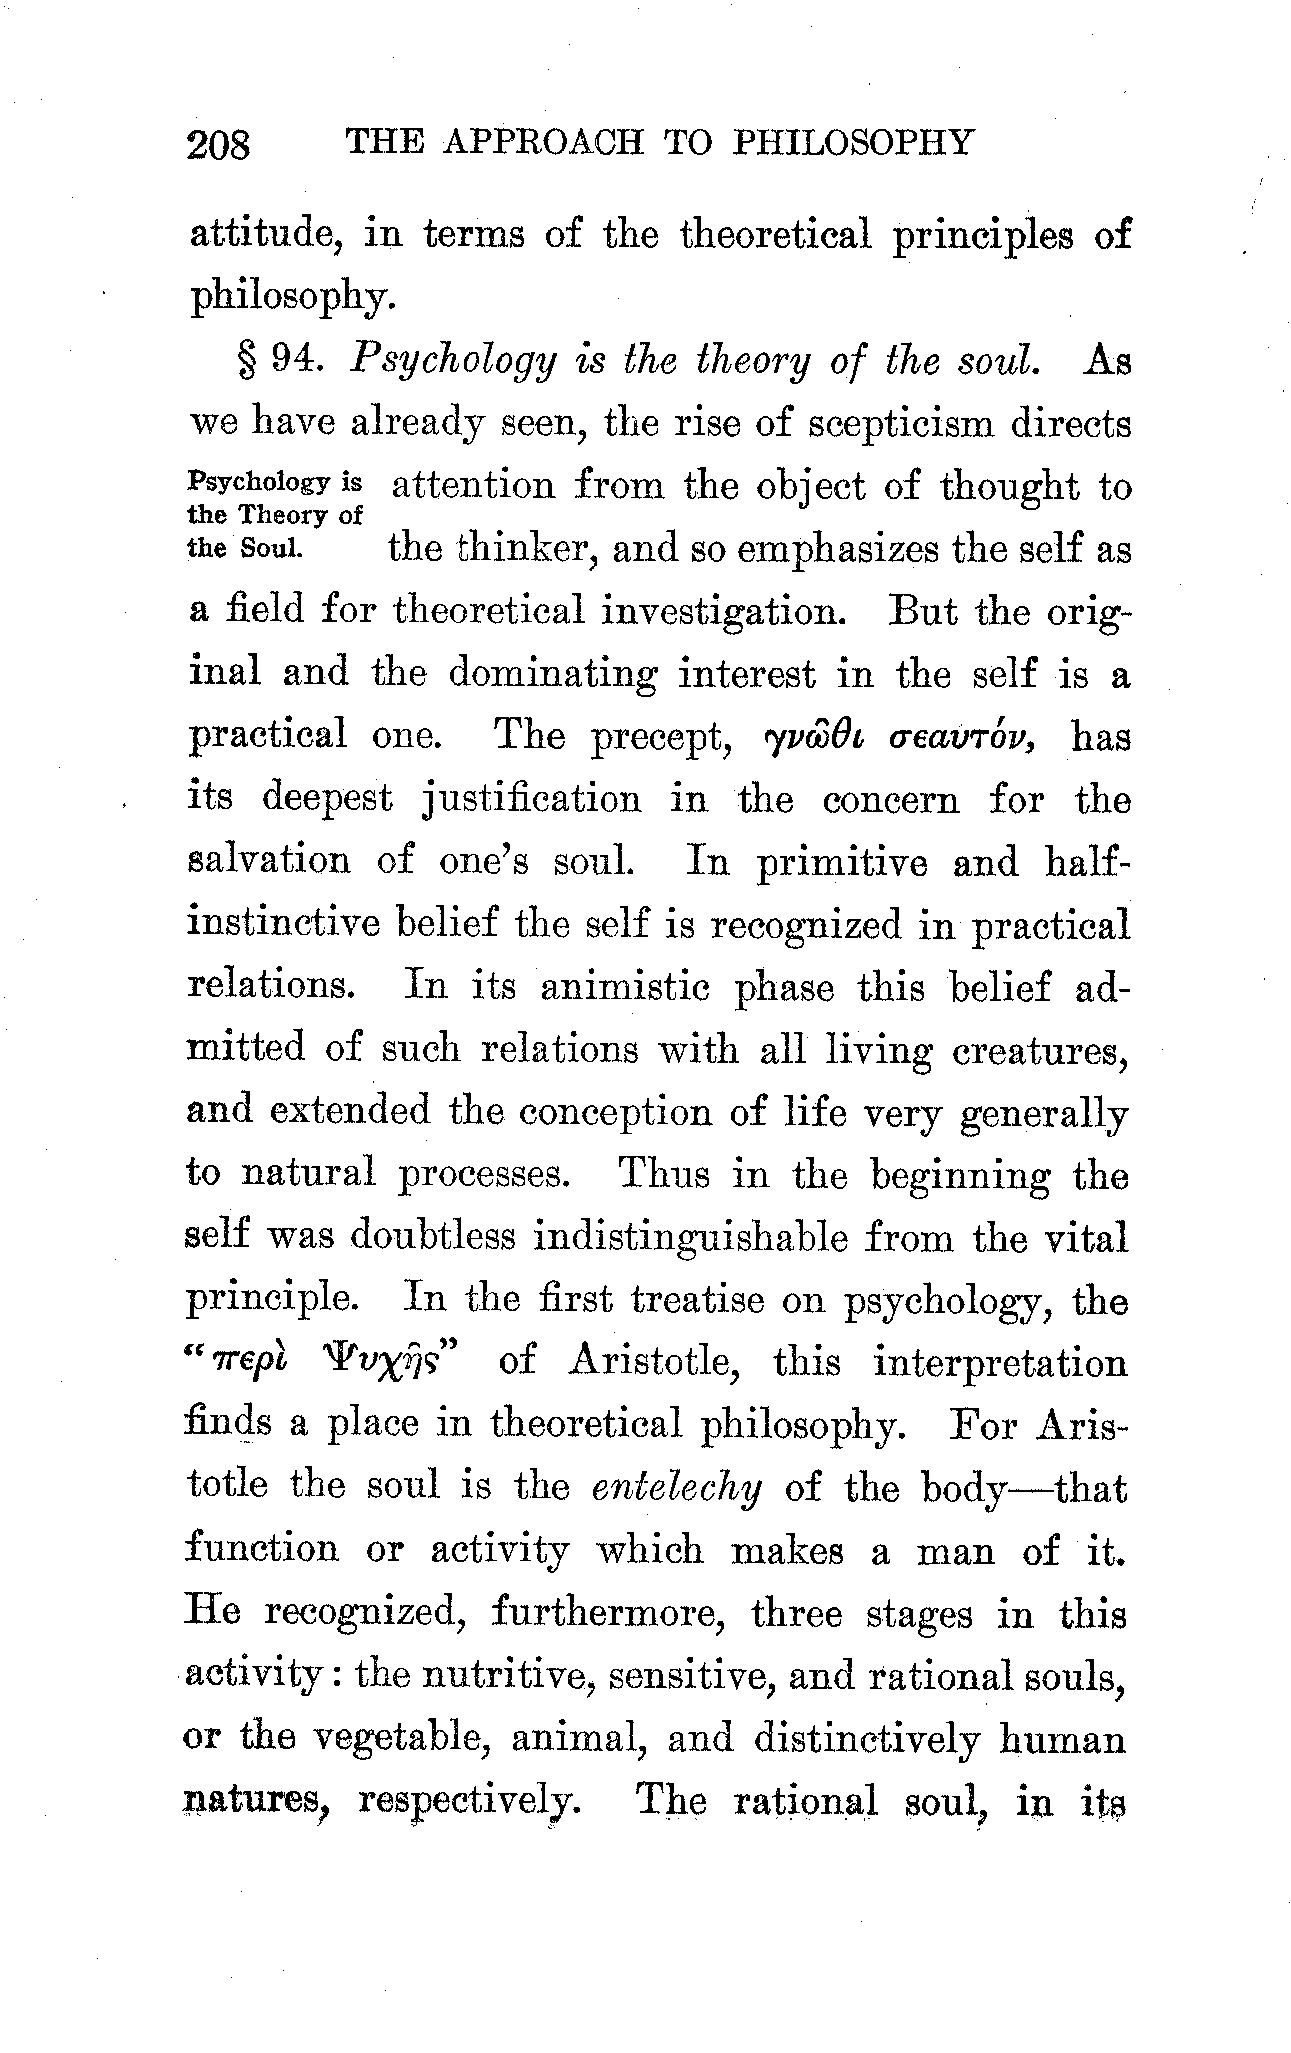 208 THE APPROACH TO PHILOSOPHY
attitude, in terms of the theoretical principles of
philosophy.
§ 94. Psychology is the theory of the soul. As
we have already seen, the rise of scepticism directs
Psychology is
the Theory of
the Soul.
attention from the object of thought to
the thinker, and so emphasizes the self as
a field for theoretical investigation. But the orig-
inal and the dominating interest in the self is a
practical one. The precept, γνῶθι σεαυτόν, has
its deepest justification in the concern for the
salvation of one's soul. In primitive and half-
instinctive belief the self is recognized in practical
relations. In its animistic phase this belief ad-
mitted of such relations with all living creatures,
and extended the conception of life very generally
to natural processes. Thus in the beginning the
self was doubtless indistinguishable from the vital
principle. In the first treatise on psychology, the
“περὶ Ψυχῆς” of Aristotle, this interpretation
finds a place in theoretical philosophy. For Aris-
totle the soul is the entelechy of the body—that
function or activity which makes a man of it.
He recognized, furthermore, three stages in this
activity: the nutritive, sensitive, and rational souls,
or the vegetable, animal, and distinctively human
natures, respectively. The rational soul, in its